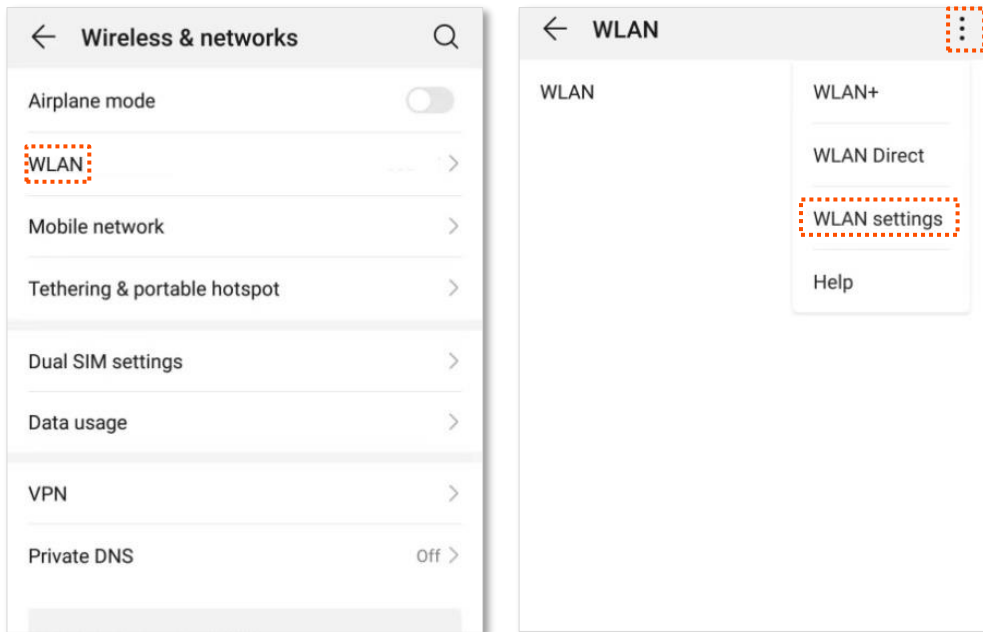 Wireless & networks
Airplane mode
WLAN
Mobile network
Tethering & portable hotspot
Dual SIM settings
Data usage
VPN
Private DNS Off
WLAN
WLAN
WLAN+
WLAN Direct
WLAN settings
Help